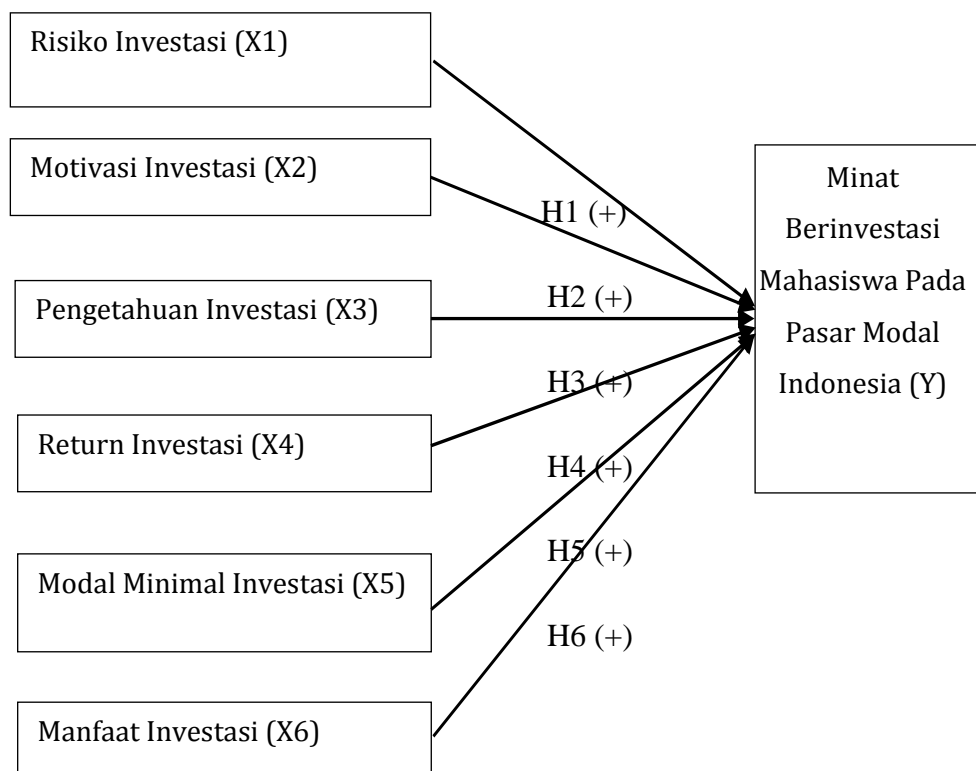 Risiko Investasi (X1)
Motivasi Investasi (X2)
Pengetahuan Investasi (X3)
Return Investasi (X4)
Modal Minimal Investasi (X5)
Manfaat Investasi (X6)
H1 (+)
H2 (+)
H3 (+)
H4 (+)
H5 (+)
H6 (+)
Minat
Berinvestasi
Mahasiswa Pada
Pasar Modal
Indonesia (Y)